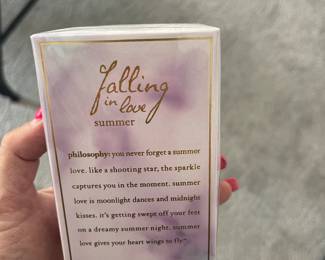 falling
in love
summer
philosophy: you never forget a summer
love. like a shooting star, the sparkle
captures you in the moment. summer
love is moonlight dances and midnight
kisses. it's getting swept off your feet
on a dreamy summer night. summer
love gives your heart wings to fly™